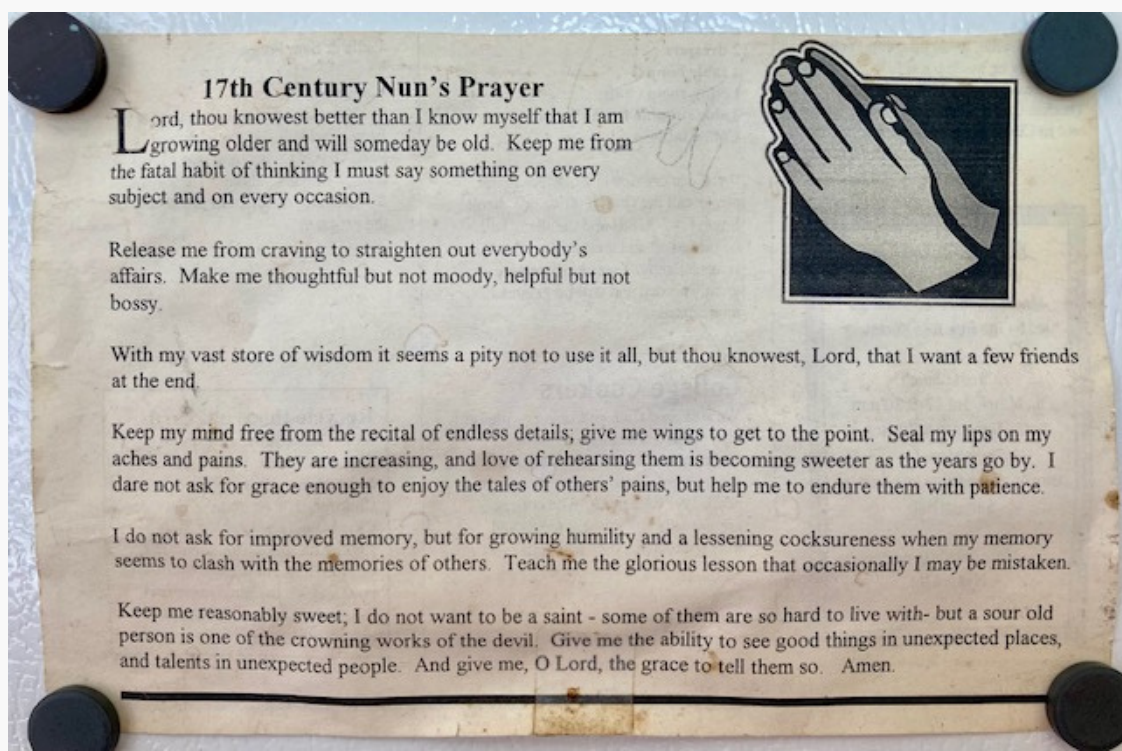 17th Century Nun's Prayer
Lord, thou knowest better than I know myself that I am
growing older and will someday be old. Keep me from
the fatal habit of thinking I must say something on every
subject and on every occasion.
Release me from craving to straighten out everybody's
affairs. Make me thoughtful but not moody, helpful but not
bossy.
With my vast store of wisdom it seems a pity not to use it all, but thou knowest, Lord, that I want a few friends
at the end.
Keep my mind free from the recital of endless details; give me wings to get to the point. Seal my lips on my
aches and pains. They are increasing, and love of rehearsing them is becoming sweeter as the years go by. I
dare not ask for grace enough to enjoy the tales of others' pains, but help me to endure them with patience.
I do not ask for improved memory, but for growing humility and a lessening cocksureness when my memory
seems to clash with the memories of others. Teach me the glorious lesson that occasionally I may be mistaken.
Keep me reasonably sweet; I do not want to be a saint - some of them are so hard to live with- but a sour old
person is one of the crowning works of the devil. Give me the ability to see good things in unexpected places,
and talents in unexpected people. And give me, O Lord, the grace to tell them so. Amen.